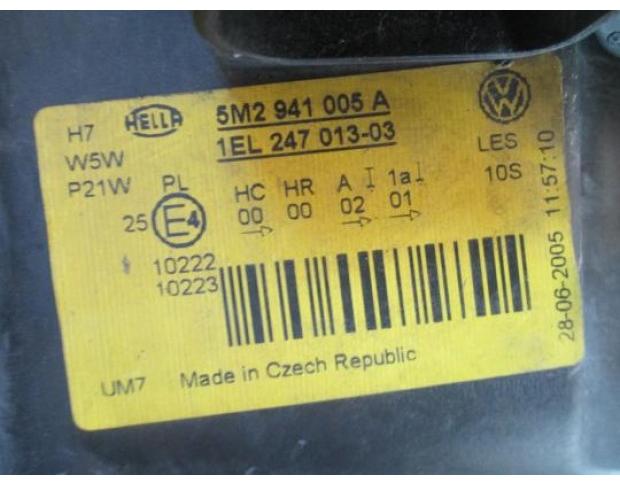 H7 HELLA 5M2 941 005 A
W5W 1EL 247 013-03 LES
P21W PL HC HR A 1a 10S
25 E4 00 00 02 01
10222
10223
UM7 Made in Czech Republic
28-06-2005 11:57:10
VW